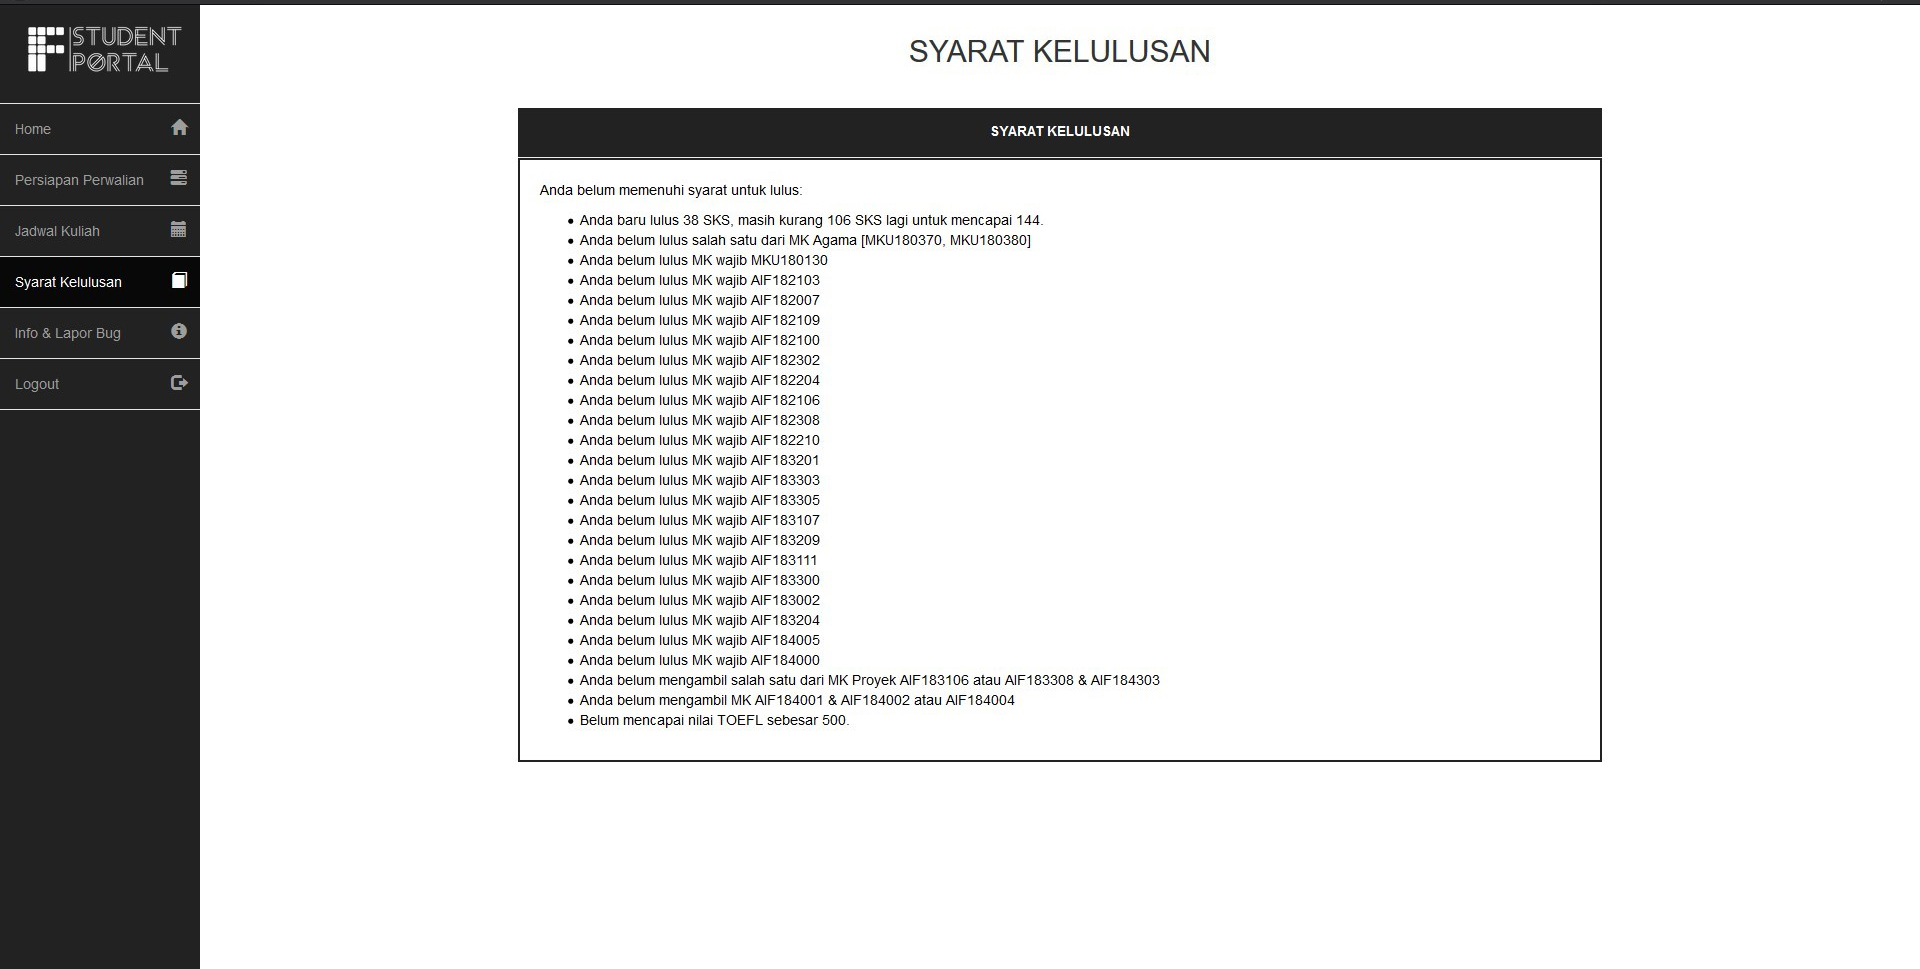 STUDENT
PØRTAL
Home
Persiapan Perwalian
Jadwal Kuliah
Syarat Kelulusan
Info & Lapor Bug
Logout
SYARAT KELULUSAN
SYARAT KELULUSAN
Anda belum memenuhi syarat untuk lulus:
• Anda baru lulus 38 SKS, masih kurang 106 SKS lagi untuk mencapai 144.
• Anda belum lulus salah satu dari MK Agama [MKU180370, MKU180380]
• Anda belum lulus MK wajib MKU180130
• Anda belum lulus MK wajib AIF182103
• Anda belum lulus MK wajib AIF182007
• Anda belum lulus MK wajib AIF182109
• Anda belum lulus MK wajib AIF182100
• Anda belum lulus MK wajib AIF182302
• Anda belum lulus MK wajib AIF182204
• Anda belum lulus MK wajib AIF182106
• Anda belum lulus MK wajib AIF182308
• Anda belum lulus MK wajib AIF182210
• Anda belum lulus MK wajib AIF183201
• Anda belum lulus MK wajib AIF183303
• Anda belum lulus MK wajib AIF183305
• Anda belum lulus MK wajib AIF183107
• Anda belum lulus MK wajib AIF183209
• Anda belum lulus MK wajib AIF183111
• Anda belum lulus MK wajib AIF183300
• Anda belum lulus MK wajib AIF183002
• Anda belum lulus MK wajib AIF183204
• Anda belum lulus MK wajib AIF184005
• Anda belum lulus MK wajib AIF184000
• Anda belum mengambil salah satu dari MK Proyek AIF183106 atau AIF183308 & AIF184303
• Anda belum mengambil MK AIF184001 & AIF184002 atau AIF184004
• Belum mencapai nilai TOEFL sebesar 500.